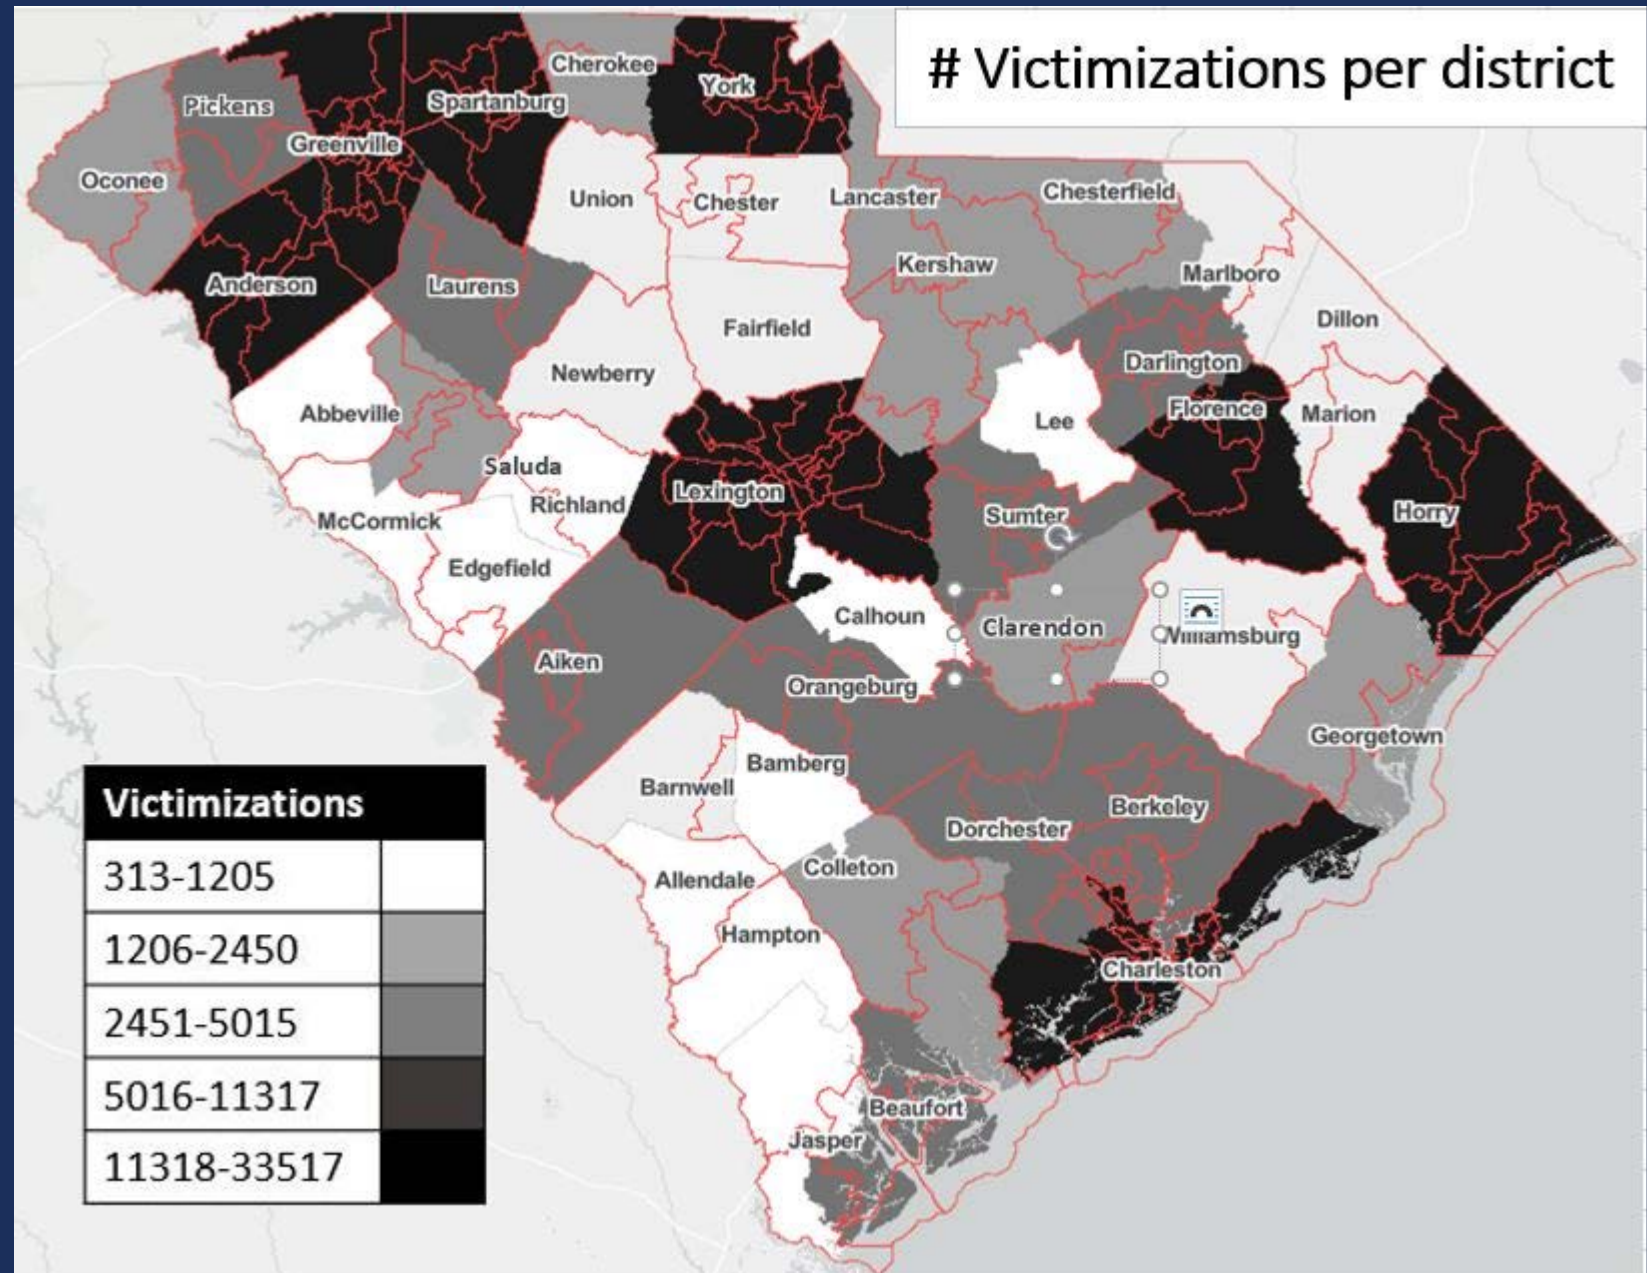 # Victimizations per district
Cherokee
York
Pickens
Spartanburg
Greenville
Oconee
Union
Chester
Lancaster
Chesterfield
Kershaw
Marlboro
Anderson
Laurens
Fairfield
Dillon
Newberry
Darlington
Abbeville
Lee
Florence
Marion
Saluda
Richland
Lexington
McCormick
Sumter
Horry
Edgefield
Calhoun
Clarendon
Williamsburg
Aiken
Orangeburg
Georgetown
Bamberg
Barnwell
Berkeley
Dorchester
Colleton
Allendale
Hampton
Charleston
Beaufort
Jasper
Victimizations
313-1205
1206-2450
2451-5015
5016-11317
11318-33517